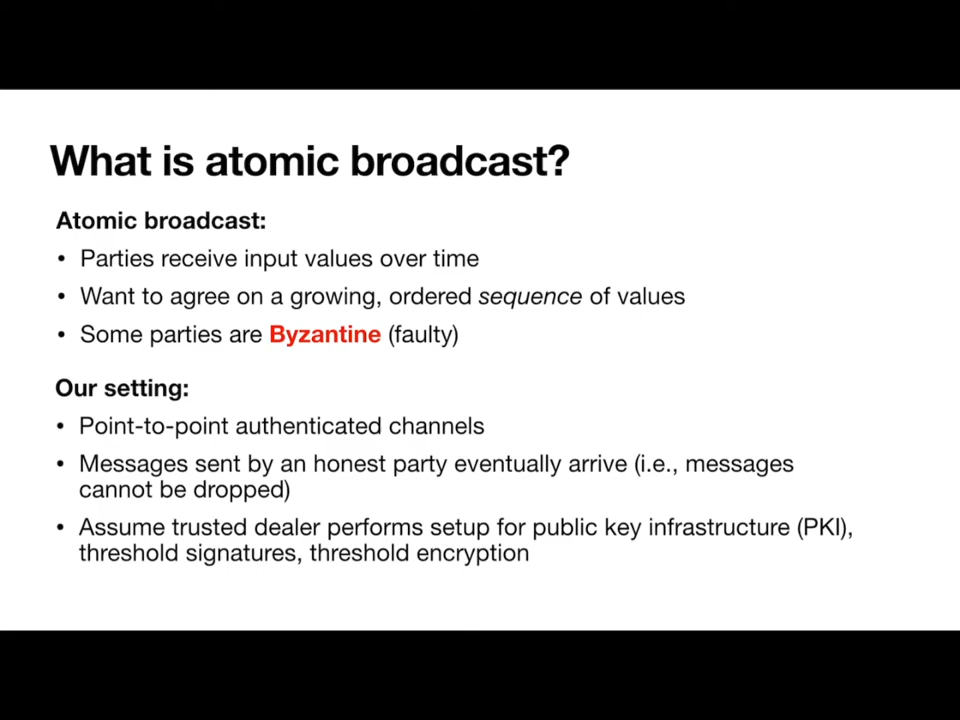 What is atomic broadcast?
Atomic broadcast:
• Parties receive input values over time
• Want to agree on a growing, ordered sequence of values
• Some parties are Byzantine (faulty)
Our setting:
• Point-to-point authenticated channels
• Messages sent by an honest party eventually arrive (i.e., messages
cannot be dropped)
• Assume trusted dealer performs setup for public key infrastructure (PKI),
threshold signatures, threshold encryption